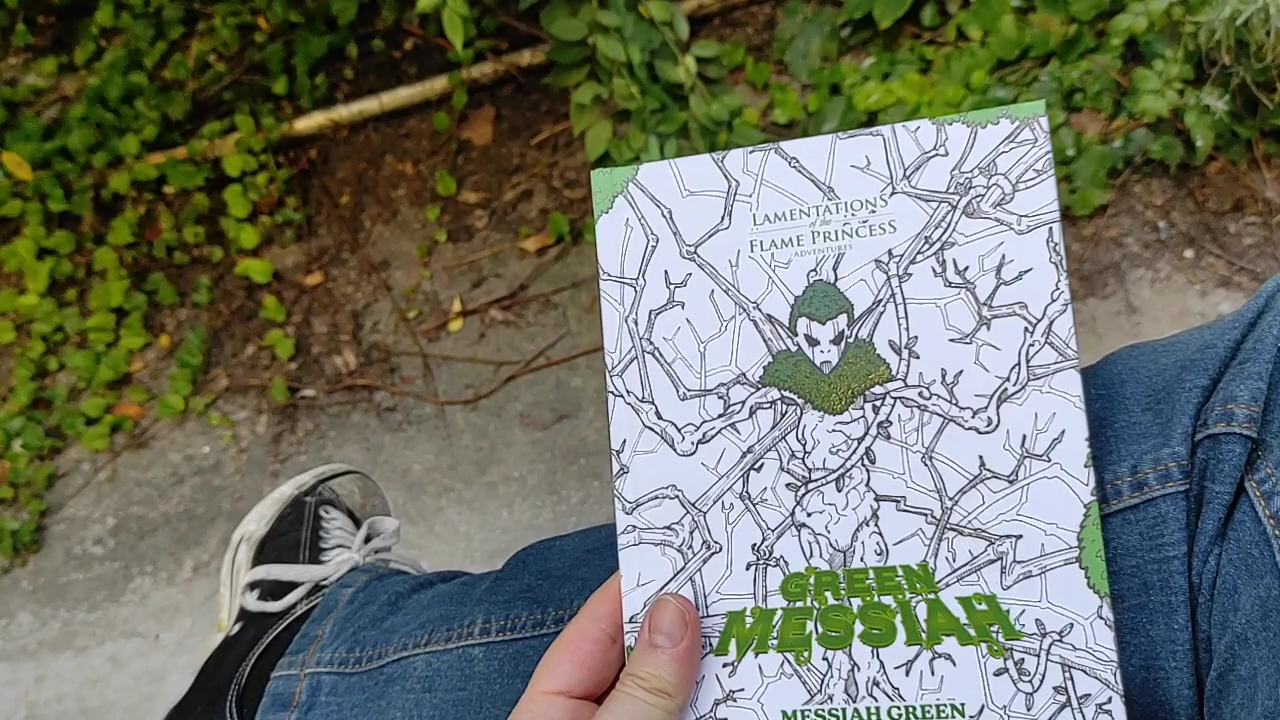 LAMENTATIONS
of the
FLAME PRINCESS
ADVENTURES
GREEN
MESSIAH
MESSIAH GREEN